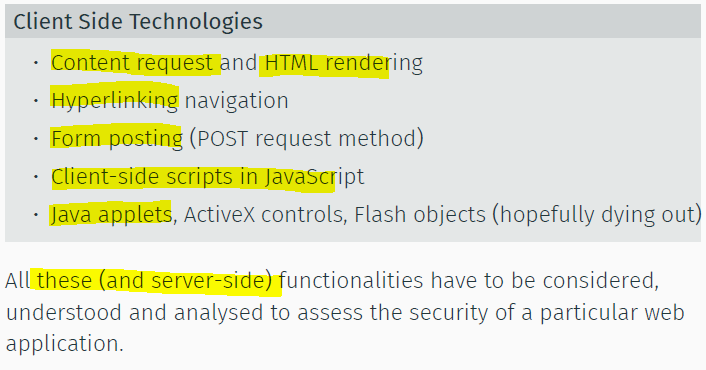 Client Side Technologies
· Content request and HTML rendering
· Hyperlinking navigation
· Form posting (POST request method)
· Client-side scripts in JavaScript
· Java applets, ActiveX controls, Flash objects (hopefully dying out)
All these (and server-side) functionalities have to be considered,
understood and analysed to assess the security of a particular web
application.